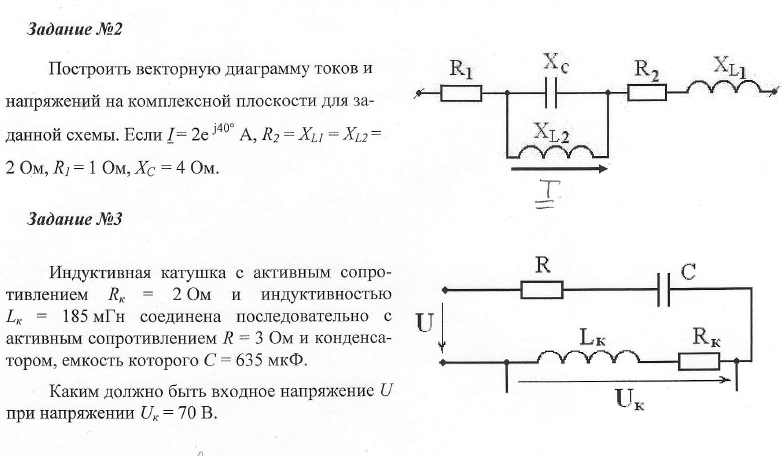 Задание №2
Построить векторную диаграмму токов и
напряжений на комплексной плоскости для за-
данной схемы. Если I = 2e j40° А, R2 = XL1 = XL2 =
2 Ом, R1 = 1 Ом, XC = 4 Ом.
R1
XC
R2
XL1
XL2
I
Задание №3
Индуктивная катушка с активным сопро-
тивлением Rк = 2 Ом и индуктивностью
Lк = 185 мГн соединена последовательно с
активным сопротивлением R = 3 Ом и конденса-
тором, емкость которого C = 635 мкФ.
Каким должно быть входное напряжение U
при напряжении Uк = 70 В.
R
C
U
Lк
Rк
Uк